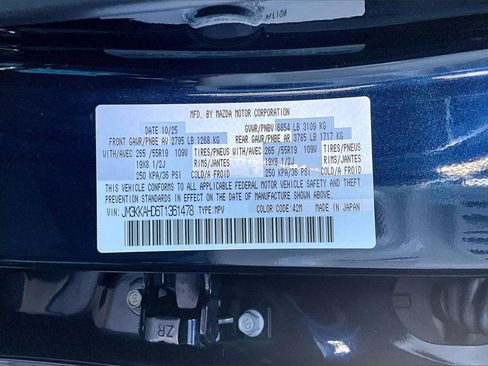 MFD. BY MAZDA MOTOR CORPORATION
DATE 10/25 GVWR/PNBV 6854 LB 3109 KG
FRONT GAWR/PNBE AV 2795 LB 1268 KG REAR GAWR/PNBE AR 3785 LB 1717 KG
WITH/AVEC 265 /55R19 109V TIRES/PNEUS WITH/AVEC 265 /55R19 109V TIRES/PNEUS
19X8 1/2J RIMS/JANTES 19X8 1/2J RIMS/JANTES
250 KPA/36 PSI COLD/A FROID 250 KPA/36 PSI COLD/A FROID
THIS VEHICLE CONFORMS TO ALL APPLICABLE FEDERAL MOTOR VEHICLE SAFETY, BUMPER, AND THEFT
PREVENTION STANDARDS IN EFFECT ON THE DATE OF MANUFACTURE SHOWN ABOVE.
VIN: JM3KKAHD6T1361478 TYPE: MPV COLOR CODE: 42M MADE IN JAPAN
ZR